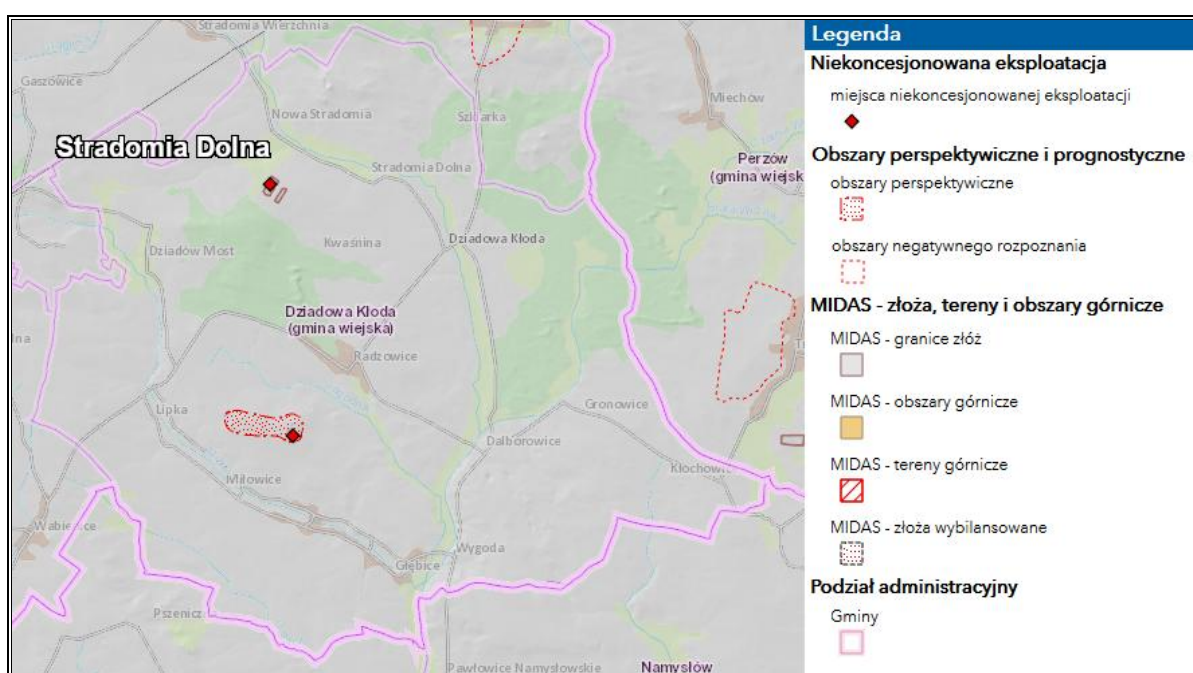 Stradomia Wierzchnia
Gaszowice
Nowa Stradomia
Szklarka
Miechów
Stradomia Dolna
Stradomia Dolna
Perzów
(gmina wiejsk
Dziadów Most
Kwaśnina
Dziadowa Kłoda
Dziadowa Kłoda
(gmina wiejska)
Radzowice
Lipka
Gronowice
Dalborowice
Miłowice
Kłochowice
Wygoda
Głębice
Pszenicz
Pawłowice Namysłowskie
Namysłów
Legenda
Niekoncesjonowana eksploatacja
miejsca niekoncesjonowanej eksploatacji
Obszary perspektywiczne i prognostyczne
obszary perspektywiczne
obszary negatywnego rozpoznania
MIDAS - złoża, tereny i obszary górnicze
MIDAS - granice złóż
MIDAS - obszary górnicze
MIDAS - tereny górnicze
MIDAS - złoża wybilansowane
Podział administracyjny
Gminy